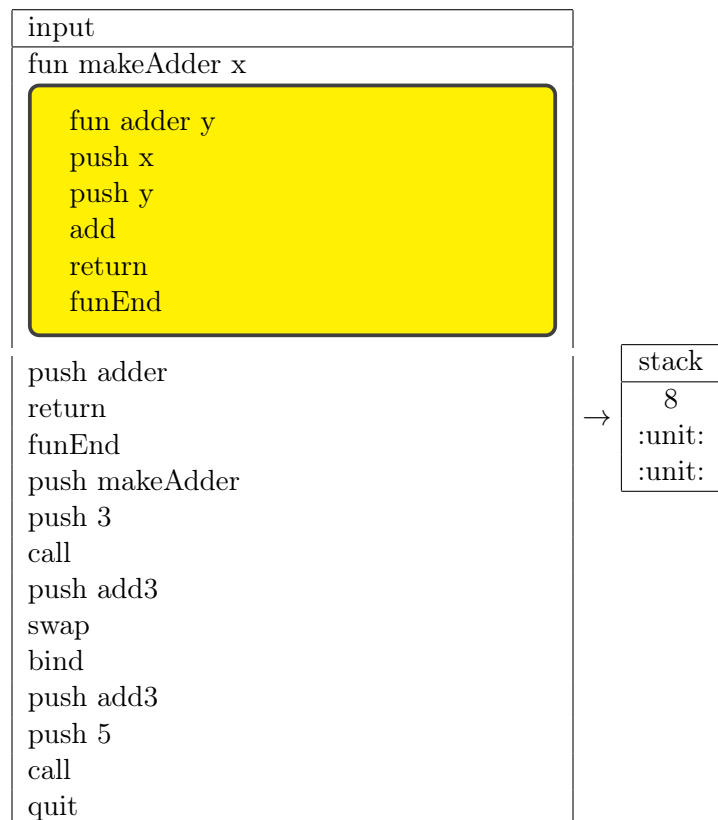 input
fun makeAdder x
fun adder y
push x
push y
add
return
funEnd
push adder
return
funEnd
push makeAdder
push 3
call
push add3
swap
bind
push add3
push 5
call
quit
→
stack
8
:unit:
:unit: